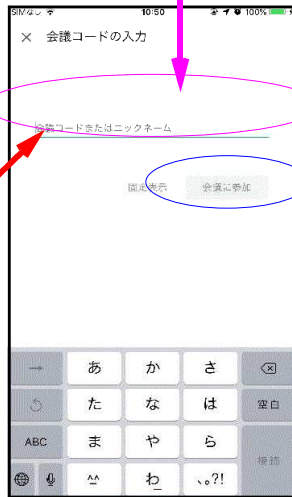 SIMなし 10:50 100%
× 会議コードの入力
会議コードまたはニックネーム
固定表示 会議に参加
→ あ か さ
た な は 空白
ABC ま や ら 接続
^^ わ 、。?!